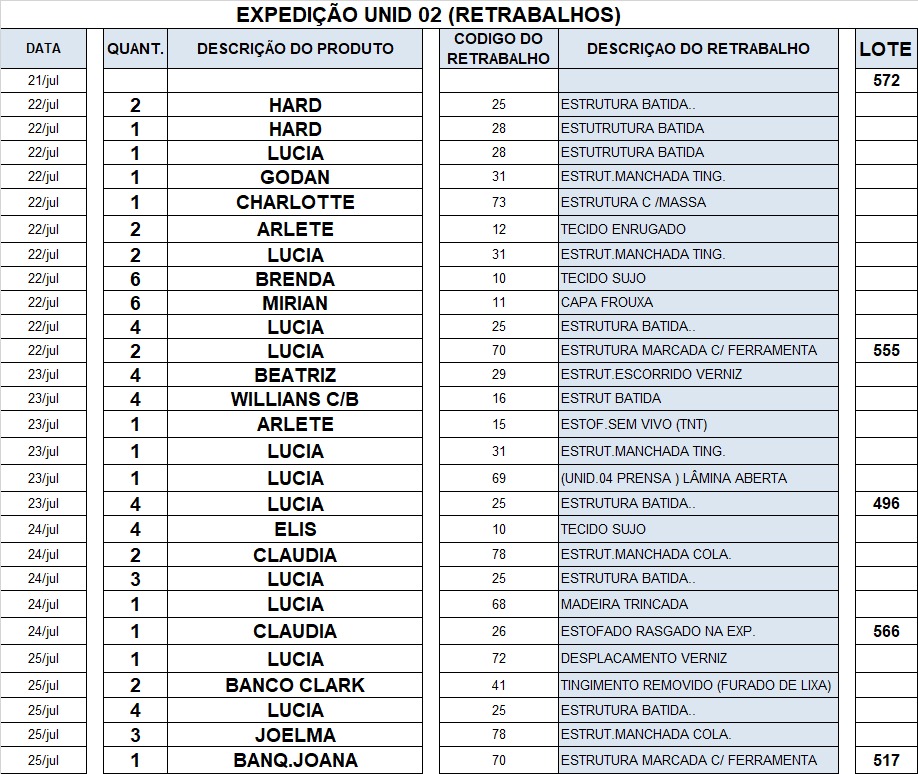 EXPEDIÇÃO UNID 02 (RETRABALHOS)
DATA QUANT. DESCRIÇÃO DO PRODUTO CODIGO DO RETRABALHO DESCRIÇAO DO RETRABALHO LOTE
21/jul 572
22/jul 2 HARD 25 ESTRUTURA BATIDA..
22/jul 1 HARD 28 ESTUTRUTURA BATIDA
22/jul 1 LUCIA 28 ESTUTRUTURA BATIDA
22/jul 1 GODAN 31 ESTRUT.MANCHADA TING.
22/jul 1 CHARLOTTE 73 ESTRUTURA C /MASSA
22/jul 2 ARLETE 12 TECIDO ENRUGADO
22/jul 2 LUCIA 31 ESTRUT.MANCHADA TING.
22/jul 6 BRENDA 10 TECIDO SUJO
22/jul 6 MIRIAN 11 CAPA FROUXA
22/jul 4 LUCIA 25 ESTRUTURA BATIDA..
22/jul 2 LUCIA 70 ESTRUTURA MARCADA C/ FERRAMENTA 555
23/jul 4 BEATRIZ 29 ESTRUT.ESCORRIDO VERNIZ
23/jul 4 WILLIANS C/B 16 ESTRUT BATIDA
23/jul 1 ARLETE 15 ESTOF.SEM VIVO (TNT)
23/jul 1 LUCIA 31 ESTRUT.MANCHADA TING.
23/jul 1 LUCIA 69 (UNID.04 PRENSA ) LÂMINA ABERTA
23/jul 4 LUCIA 25 ESTRUTURA BATIDA.. 496
24/jul 4 ELIS 10 TECIDO SUJO
24/jul 2 CLAUDIA 78 ESTRUT.MANCHADA COLA.
24/jul 3 LUCIA 25 ESTRUTURA BATIDA..
24/jul 1 LUCIA 68 MADEIRA TRINCADA
24/jul 1 CLAUDIA 26 ESTOFADO RASGADO NA EXP. 566
25/jul 1 LUCIA 72 DESPLACAMENTO VERNIZ
25/jul 2 BANCO CLARK 41 TINGIMENTO REMOVIDO (FURADO DE LIXA)
25/jul 4 LUCIA 25 ESTRUTURA BATIDA..
25/jul 3 JOELMA 78 ESTRUT.MANCHADA COLA.
25/jul 1 BANQ.JOANA 70 ESTRUTURA MARCADA C/ FERRAMENTA 517